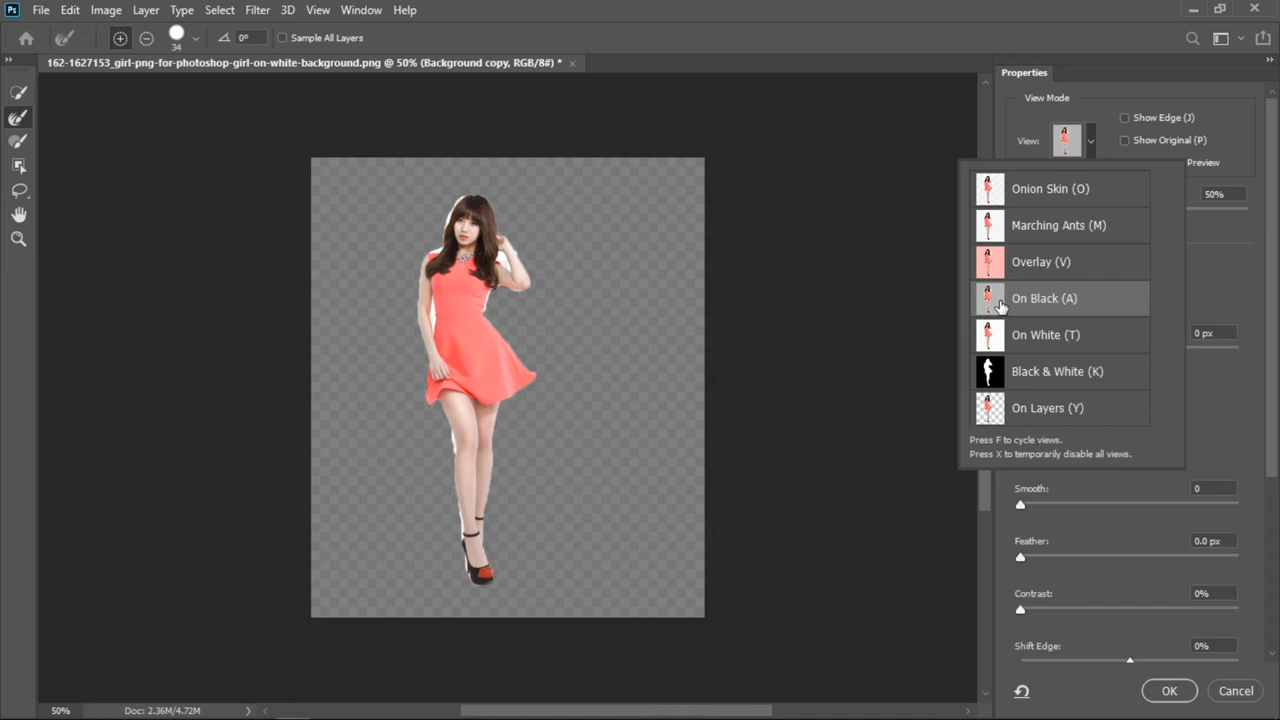 Ps File Edit Image Layer Type Select Filter 3D View Window Help
34 0° Sample All Layers
162-1627153_girl-png-for-photoshop-girl-on-white-background.png @ 50% (Background copy, RGB/8#) *
Properties
View Mode
Show Edge (J)
View: Show Original (P)
Preview
50%
Onion Skin (O)
Marching Ants (M)
Overlay (V)
On Black (A)
On White (T)
Black & White (K)
On Layers (Y)
Press F to cycle views.
Press X to temporarily disable all views.
0 px
Smooth: 0
Feather: 0.0 px
Contrast: 0%
Shift Edge: 0%
OK Cancel
50% Doc: 2.36M/4.72M